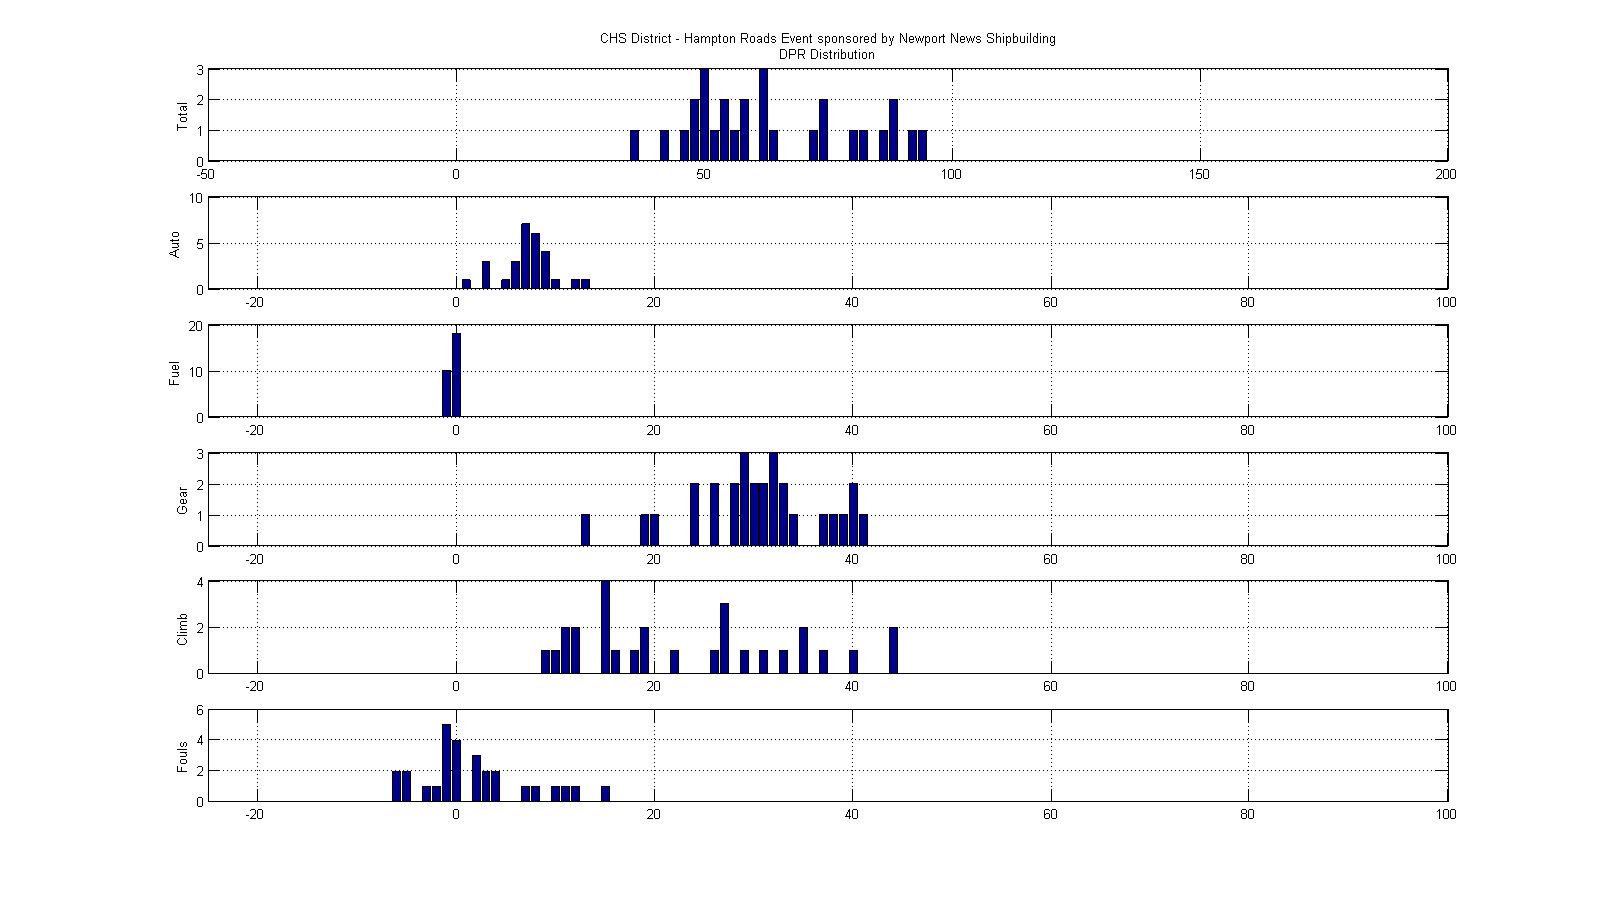 CHS District - Hampton Roads Event sponsored by Newport News Shipbuilding
DPR Distribution
Total
3
2
1
0
-50 0 50 100 150 200
Auto
10
5
0
-20 0 20 40 60 80 100
Fuel
20
10
0
-20 0 20 40 60 80 100
Gear
3
2
1
0
-20 0 20 40 60 80 100
Climb
4
2
0
-20 0 20 40 60 80 100
Fouls
6
4
2
0
-20 0 20 40 60 80 100